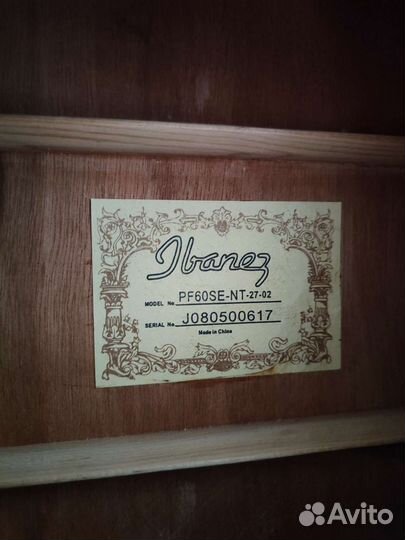 Ibanez
MODEL No. PF60SE-NT-27-02
SERIAL No. J080500617
Made in China
Avito